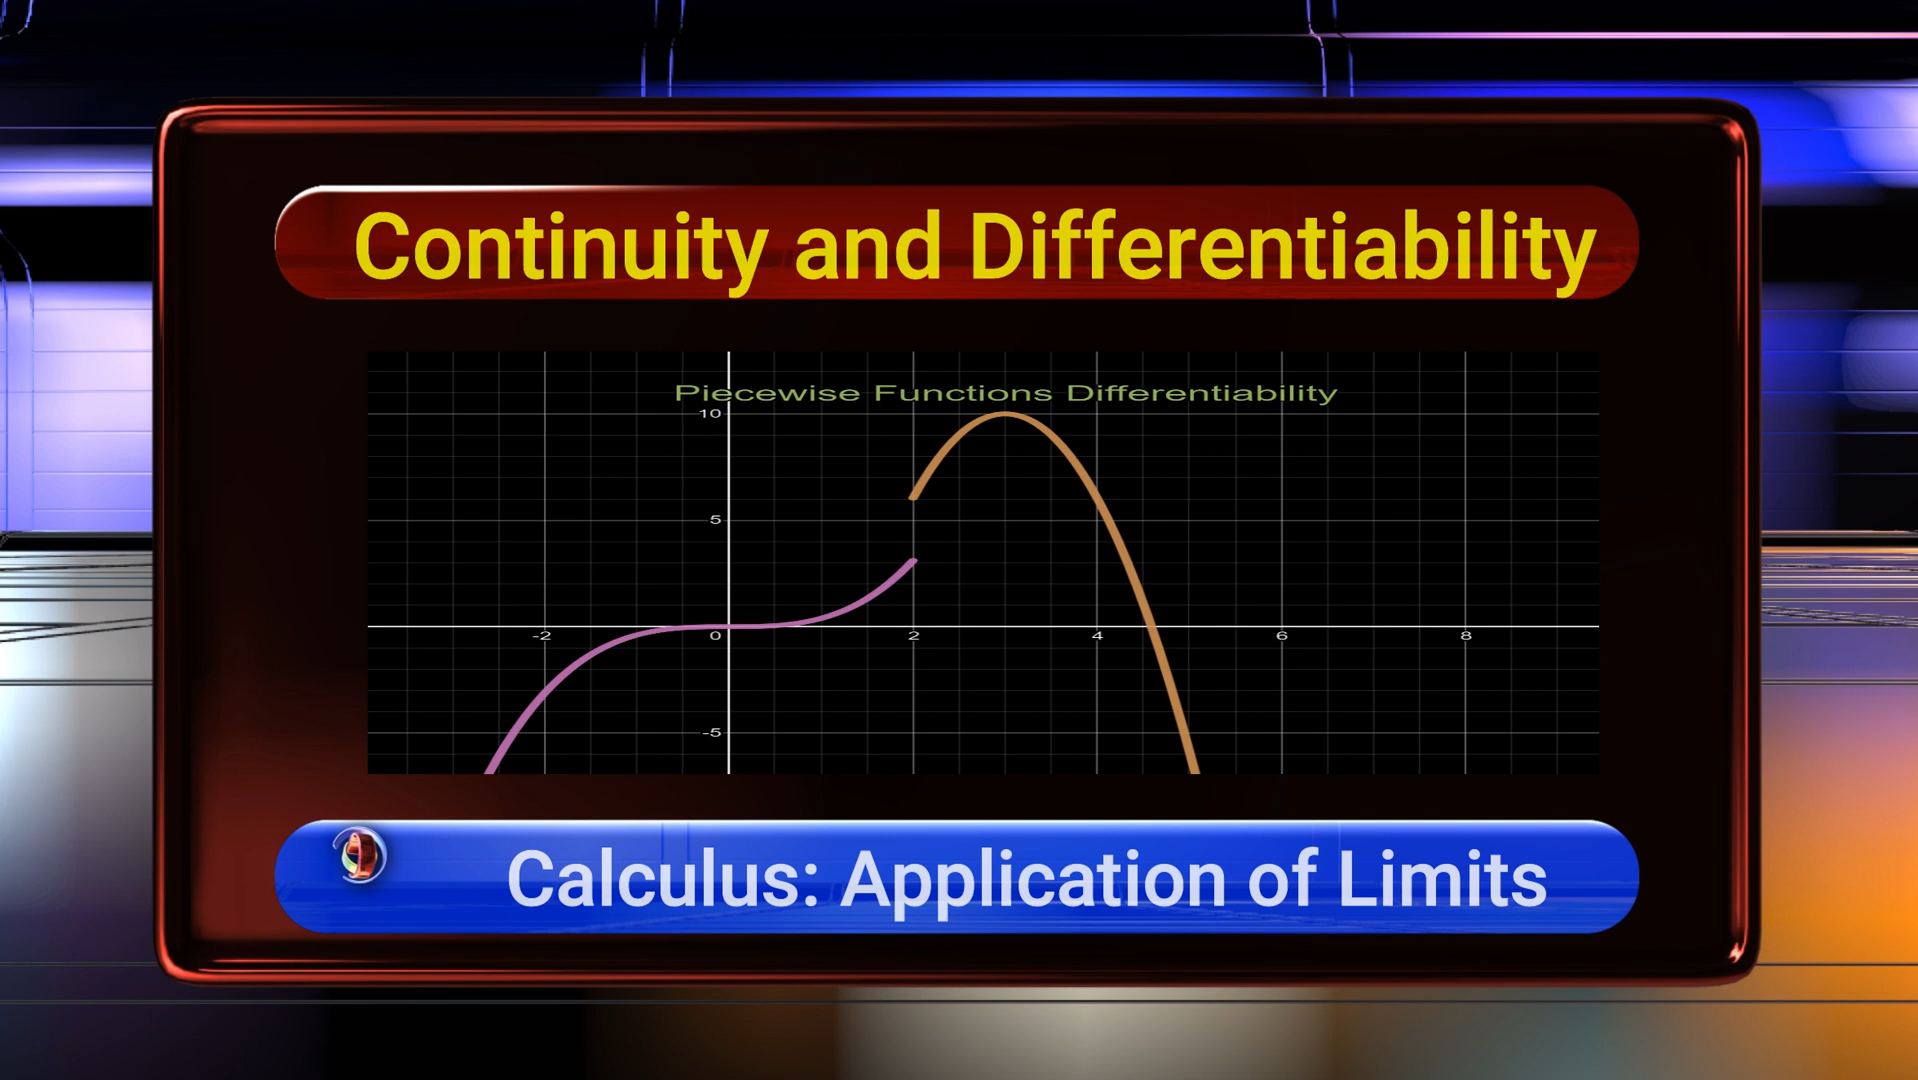 Continuity and Differentiability
Piecewise Functions Differentiability
10
5
-2 0 2 4 6 8
-5
Calculus: Application of Limits